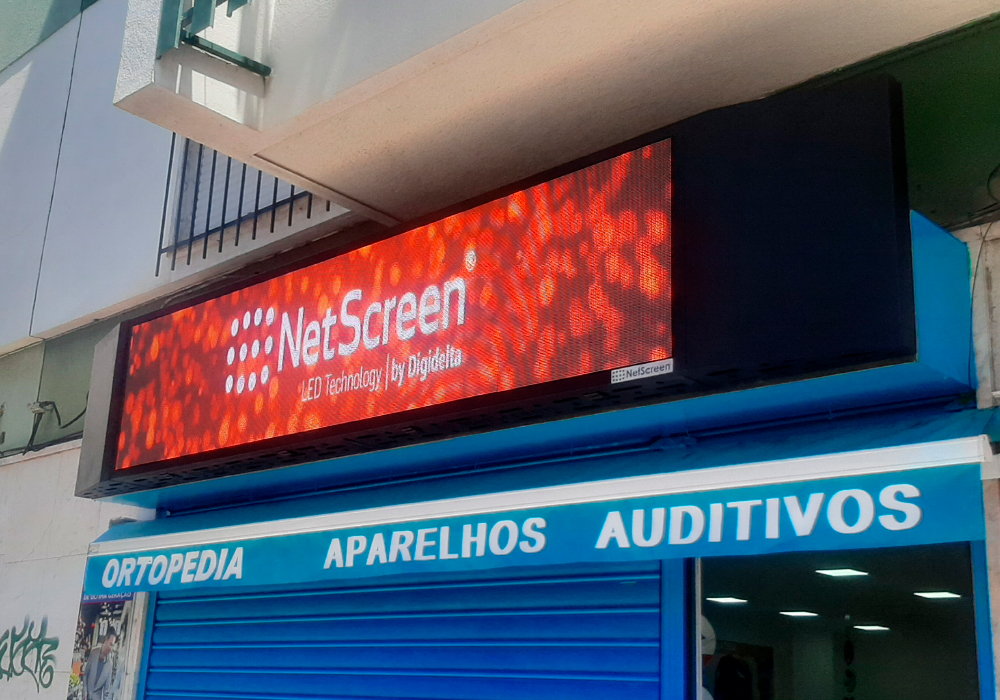 NetScreen®
LED Technology | by Digidelta
NetScreen
ORTOPEDIA APARELHOS AUDITIVOS